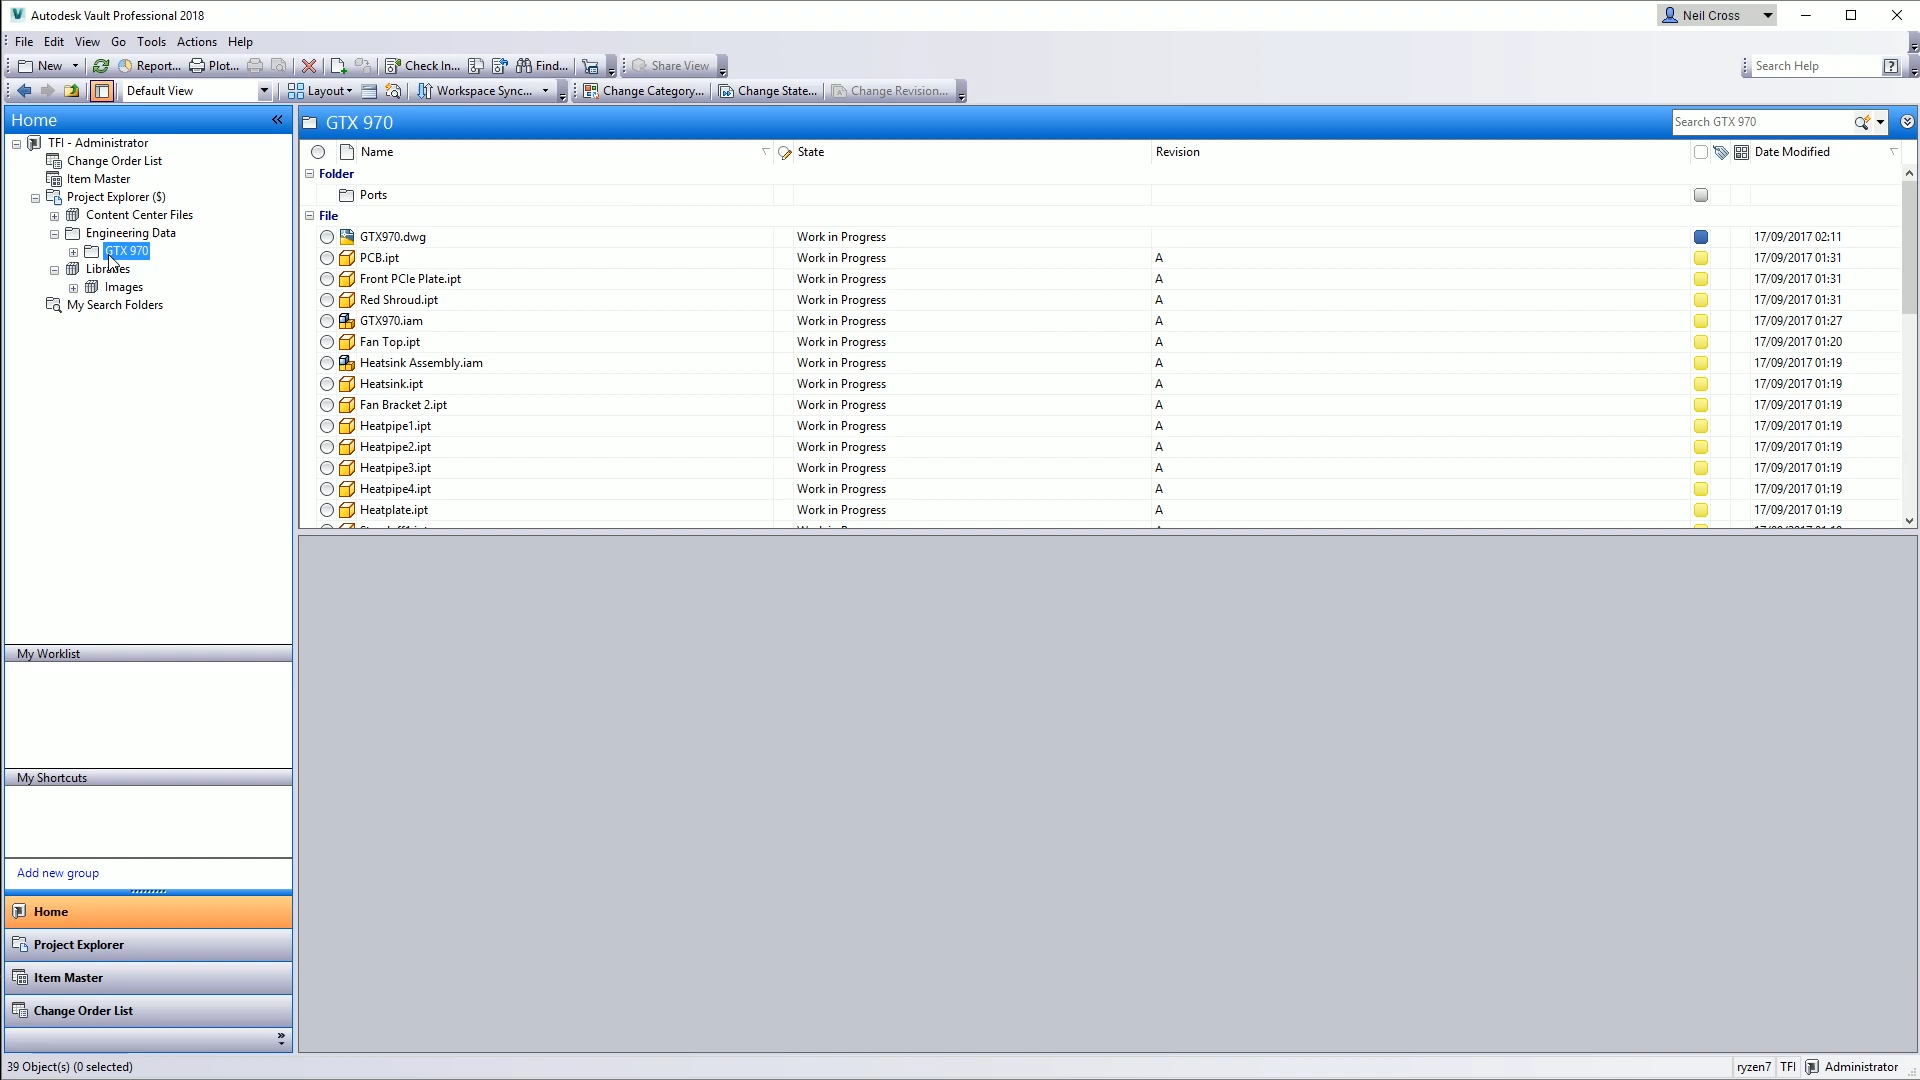 Autodesk Vault Professional 2018
Neil Cross
File Edit View Go Tools Actions Help
New Report... Plot... Check In... Find... Share View
Search Help
Default View Layout Workspace Sync... Change Category... Change State... Change Revision...
Home
TFI - Administrator
Change Order List
Item Master
Project Explorer ($)
Content Center Files
Engineering Data
GTX 970
Libraries
Images
My Search Folders
My Worklist
My Shortcuts
Add new group
Home
Project Explorer
Item Master
Change Order List
GTX 970
Search GTX 970
Name State Revision Date Modified
Folder
Ports
File
GTX970.dwg Work in Progress 17/09/2017 02:11
PCB.ipt Work in Progress A 17/09/2017 01:31
Front PCIe Plate.ipt Work in Progress A 17/09/2017 01:31
Red Shroud.ipt Work in Progress A 17/09/2017 01:31
GTX970.iam Work in Progress A 17/09/2017 01:27
Fan Top.ipt Work in Progress A 17/09/2017 01:20
Heatsink Assembly.iam Work in Progress A 17/09/2017 01:19
Heatsink.ipt Work in Progress A 17/09/2017 01:19
Fan Bracket 2.ipt Work in Progress A 17/09/2017 01:19
Heatpipe1.ipt Work in Progress A 17/09/2017 01:19
Heatpipe2.ipt Work in Progress A 17/09/2017 01:19
Heatpipe3.ipt Work in Progress A 17/09/2017 01:19
Heatpipe4.ipt Work in Progress A 17/09/2017 01:19
Heatplate.ipt Work in Progress A 17/09/2017 01:19
39 Object(s) (0 selected)
ryzen7 TFI Administrator